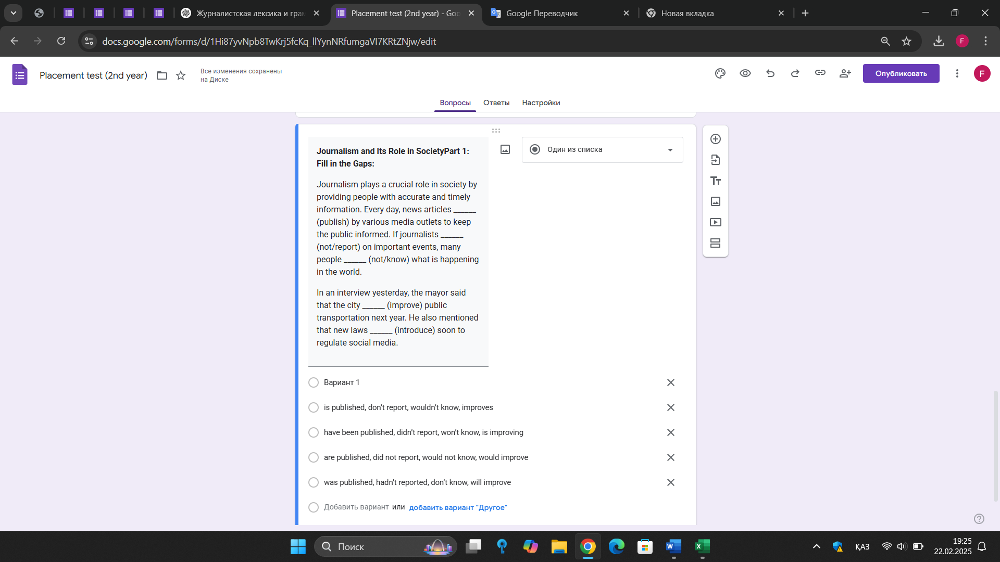 Журналистская лексика и грам
Placement test (2nd year) - Goo
Google Переводчик
Новая вкладка
docs.google.com/forms/d/1Hi87yvNpb8TwKrj5fcKq_llYynNRfumgaVI7KRtZNjw/edit
F
Placement test (2nd year)
Все изменения сохранены
на Диске
Опубликовать
F
Вопросы
Ответы
Настройки
Journalism and Its Role in SocietyPart 1:
Fill in the Gaps:
Один из списка
Journalism plays a crucial role in society by
providing people with accurate and timely
information. Every day, news articles ______
(publish) by various media outlets to keep
the public informed. If journalists ______
(not/report) on important events, many
people ______ (not/know) what is happening
in the world.
In an interview yesterday, the mayor said
that the city ______ (improve) public
transportation next year. He also mentioned
that new laws ______ (introduce) soon to
regulate social media.
Вариант 1
is published, don’t report, wouldn’t know, improves
have been published, didn’t report, won’t know, is improving
are published, did not report, would not know, would improve
was published, hadn’t reported, don’t know, will improve
Добавить вариант или добавить вариант "Другое"
Поиск
ҚАЗ
19:25
22.02.2025